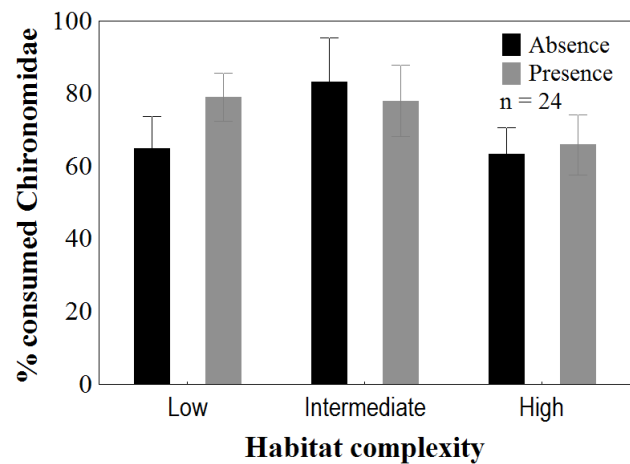 % consumed Chironomidae
100
80
60
40
20
0
Absence
Presence
n = 24
Low Intermediate High
Habitat complexity